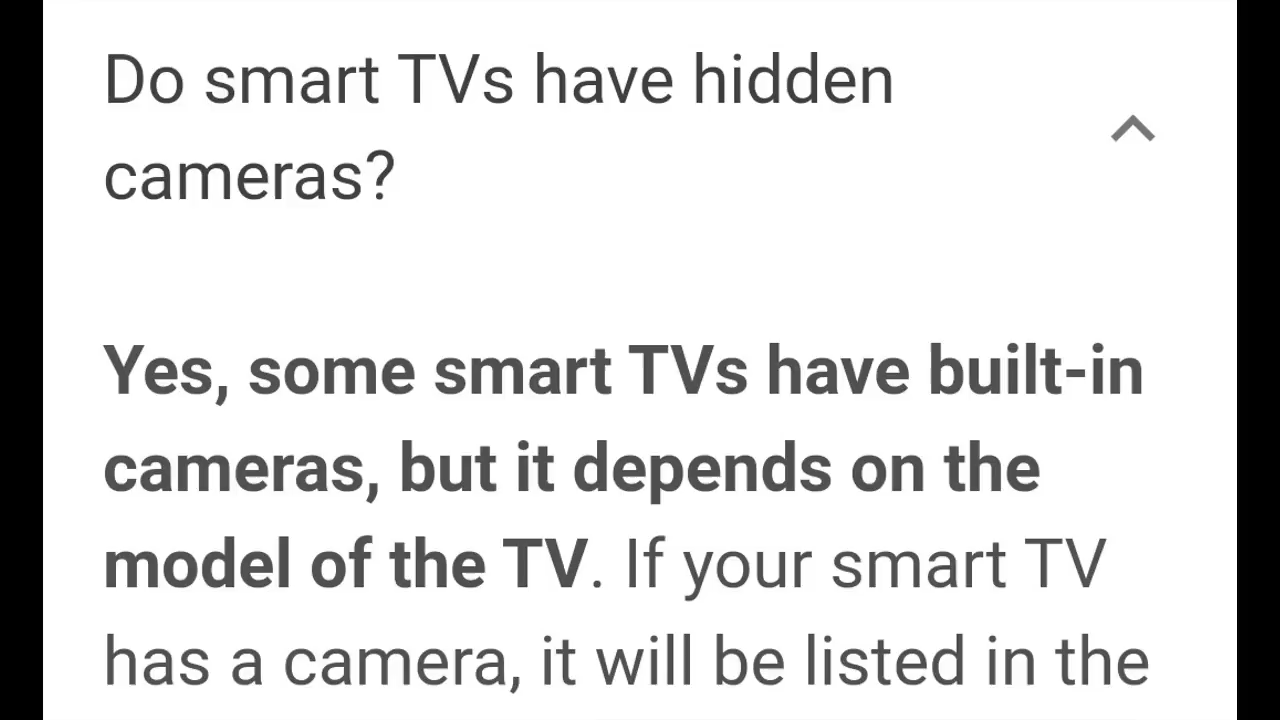 Do smart TVs have hidden
cameras?
Yes, some smart TVs have built-in
cameras, but it depends on the
model of the TV. If your smart TV
has a camera, it will be listed in the